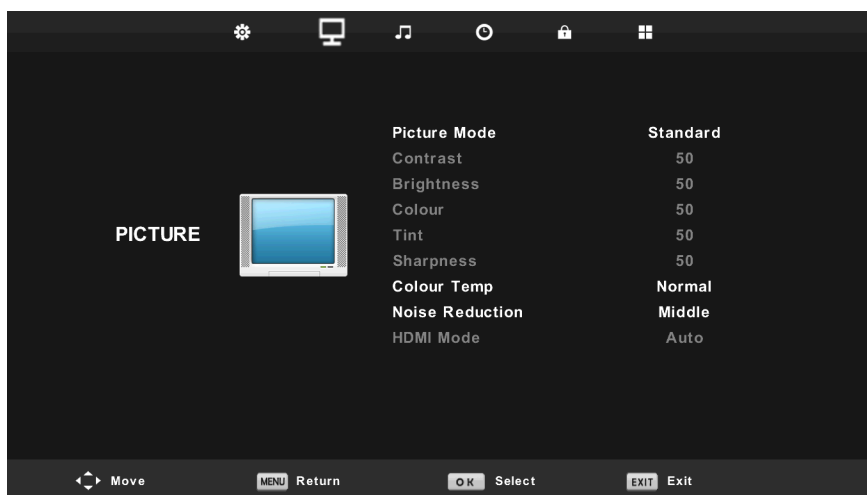 Picture Mode Standard
Contrast 50
Brightness 50
Colour 50
PICTURE
Tint 50
Sharpness 50
Colour Temp Normal
Noise Reduction Middle
HDMI Mode Auto
Move MENU Return OK Select EXIT Exit